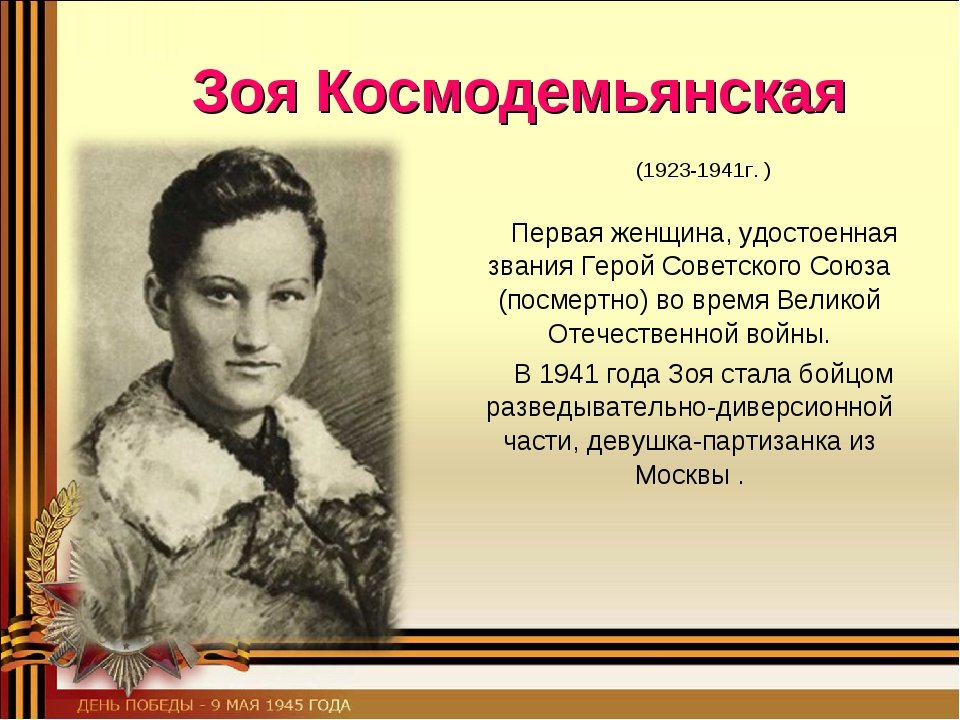 Зоя Космодемьянская
(1923-1941г. )
Первая женщина, удостоенная
звания Герой Советского Союза
(посмертно) во время Великой
Отечественной войны.
В 1941 года Зоя стала бойцом
разведывательно-диверсионной
части, девушка-партизанка из
Москвы .
ДЕНЬ ПОБЕДЫ - 9 МАЯ 1945 ГОДА